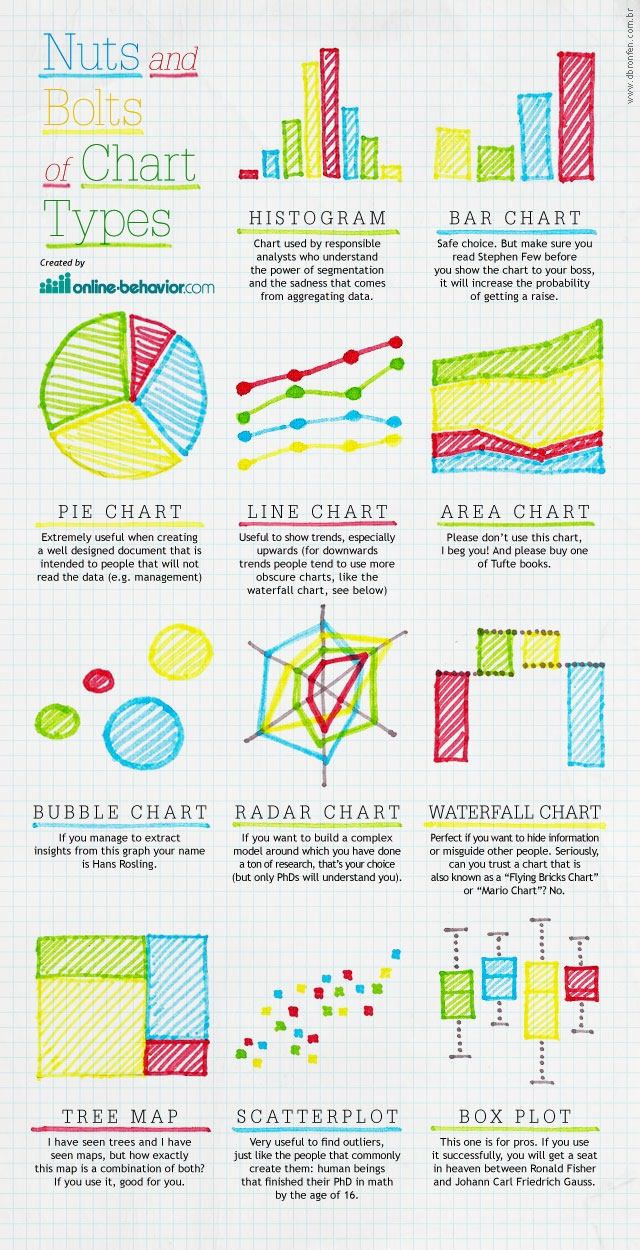 www.dbronfen.com.br
Nuts and
Bolts
of Chart
Types
Created by
online-behavior.com
HISTOGRAM
Chart used by responsible
analysts who understand
the power of segmentation
and the sadness that comes
from aggregating data.
BAR CHART
Safe choice. But make sure you
read Stephen Few before
you show the chart to your boss,
it will increase the probability
of getting a raise.
PIE CHART
Extremely useful when creating
a well designed document that is
intended to people that will not
read the data (e.g. management)
LINE CHART
Useful to show trends, especially
upwards (for downwards
trends people tend to use more
obscure charts, like the
waterfall chart, see below)
AREA CHART
Please don't use this chart,
I beg you! And please buy one
of Tufte books.
BUBBLE CHART
If you manage to extract
insights from this graph your name
is Hans Rosling.
RADAR CHART
If you want to build a complex
model around which you have done
a ton of research, that's your choice
(but only PhDs will understand you).
WATERFALL CHART
Perfect if you want to hide information
or misguide other people. Seriously,
can you trust a chart that is
also known as a "Flying Bricks Chart"
or "Mario Chart"? No.
TREE MAP
I have seen trees and I have
seen maps, but how exactly
this map is a combination of both?
If you use it, good for you.
SCATTERPLOT
Very useful to find outliers,
just like the people that commonly
create them: human beings
that finished their PhD in math
by the age of 16.
BOX PLOT
This one is for pros. If you use
it successfully, you will get a seat
in heaven between Ronald Fisher
and Johann Carl Friedrich Gauss.